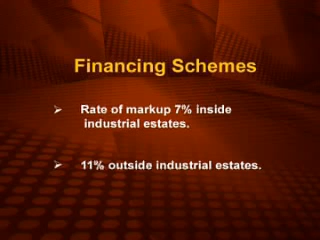 Financing Schemes
➢ Rate of markup 7% inside
industrial estates.
➢ 11% outside industrial estates.